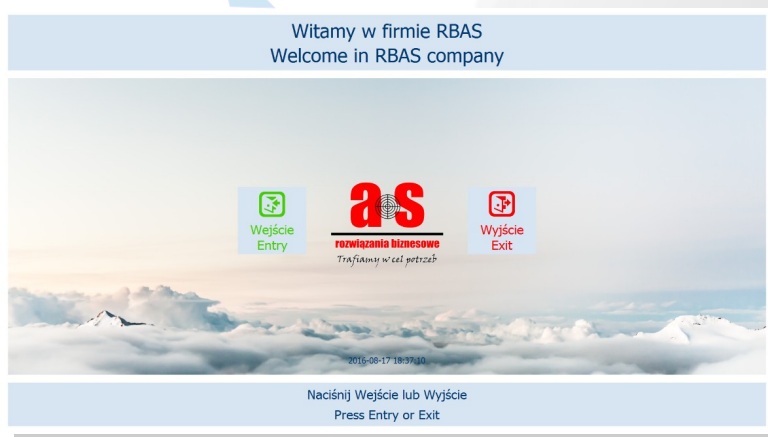 Witamy w firmie RBAS
Welcome in RBAS company
Wejście
Entry
as
rozwiązania biznesowe
Trafiamy w cel potrzeb
Wyjście
Exit
2016-08-17 18:37:10
Naciśnij Wejście lub Wyjście
Press Entry or Exit